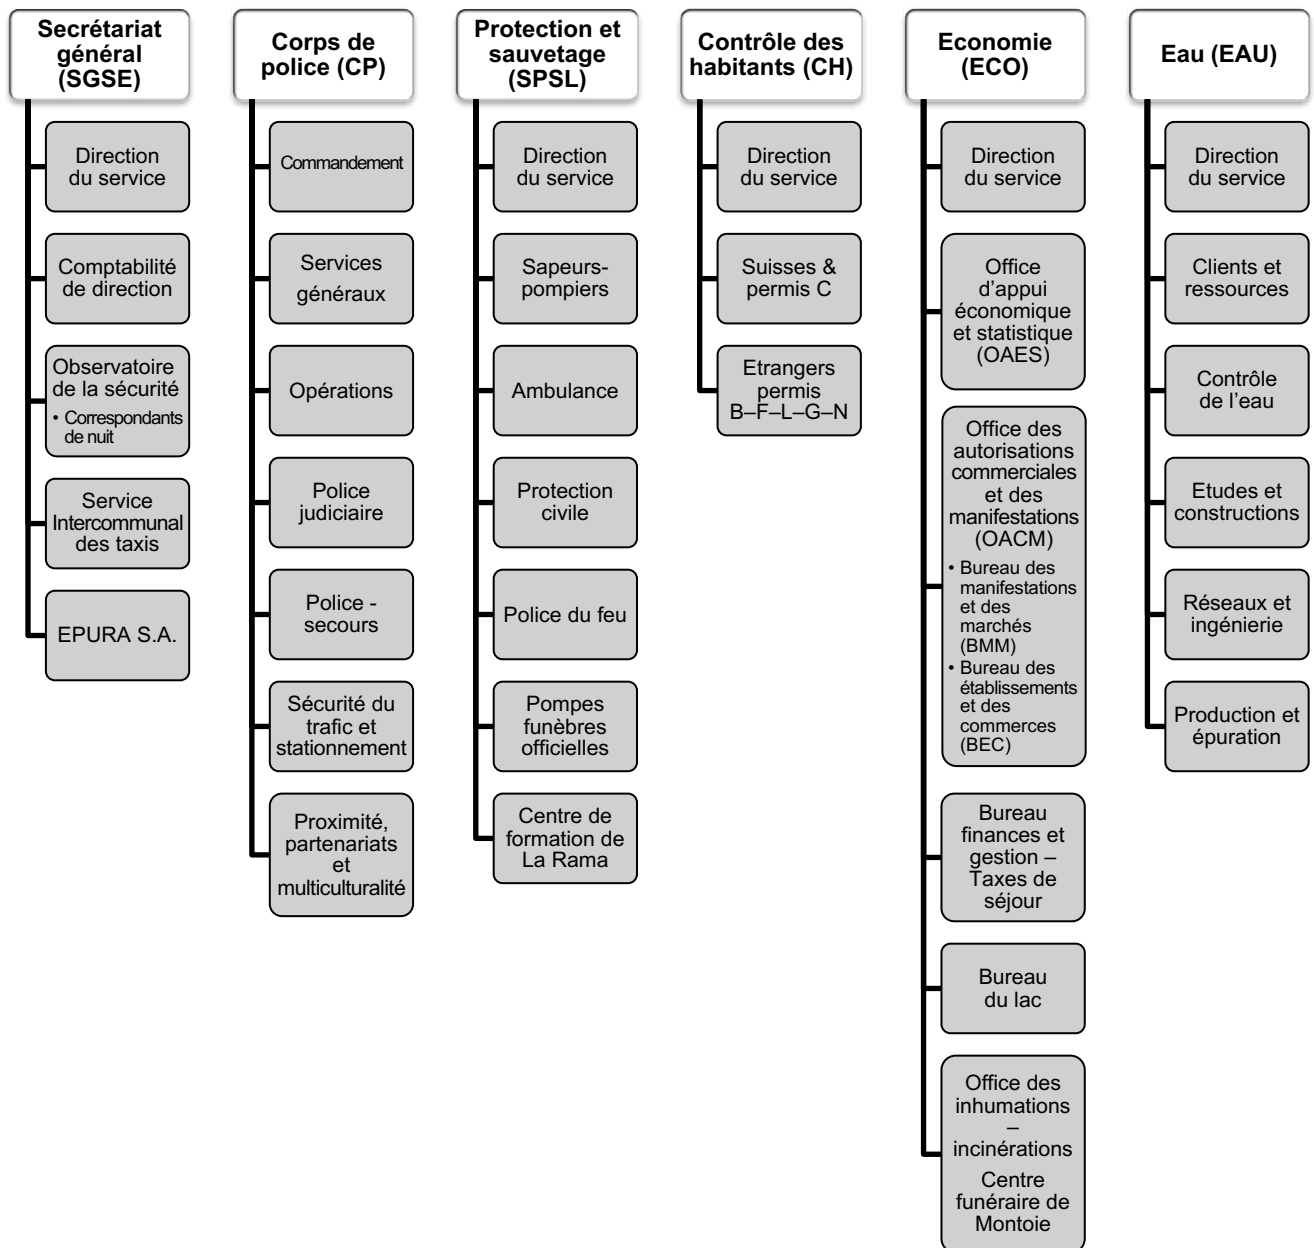 Secrétariat
général
(SGSE)
Direction
du service
Comptabilité
de direction
Observatoire
de la sécurité
• Correspondants
de nuit
Service
Intercommunal
des taxis
EPURA S.A.
Corps de
police (CP)
Commandement
Services
généraux
Opérations
Police
judiciaire
Police -
secours
Sécurité du
trafic et
stationnement
Proximité,
partenariats
et
multiculturalité
Protection et
sauvetage
(SPSL)
Direction
du service
Sapeurs-
pompiers
Ambulance
Protection
civile
Police du feu
Pompes
funèbres
officielles
Centre de
formation de
La Rama
Contrôle des
habitants (CH)
Direction
du service
Suisses &
permis C
Etrangers
permis
B–F–L–G–N
Economie
(ECO)
Direction
du service
Office
d’appui
économique
et statistique
(OAES)
Office des
autorisations
commerciales
et des
manifestations
(OACM)
• Bureau des
manifestations
et des
marchés
(BMM)
• Bureau des
établissements
et des
commerces
(BEC)
Bureau
finances et
gestion –
Taxes de
séjour
Bureau
du lac
Office des
inhumations
–
incinérations
Centre
funéraire de
Montoie
Eau (EAU)
Direction
du service
Clients et
ressources
Contrôle
de l’eau
Etudes et
constructions
Réseaux et
ingénierie
Production et
épuration